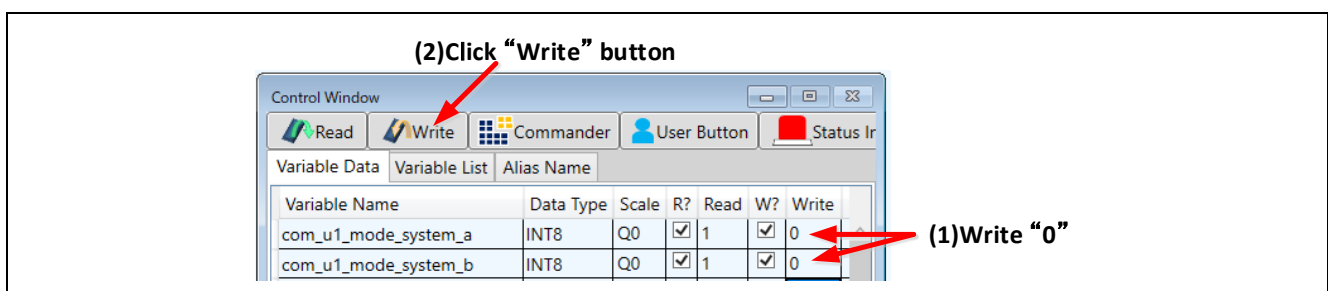 (2)Click “Write” button
Control Window
Read Write Commander User Button Status Ir
Variable Data Variable List Alias Name
Variable Name Data Type Scale R? Read W? Write
com_u1_mode_system_a INT8 Q0 1 0
(1)Write “0”
com_u1_mode_system_b INT8 Q0 1 0